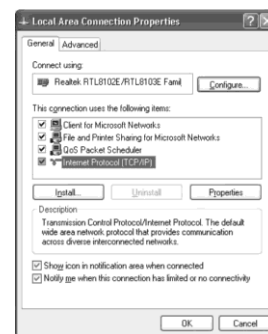 Local Area Connection Properties
General Advanced
Connect using:
Realtek RTL8102E/RTL8103E Famil
Configure...
This connection uses the following items:
Client for Microsoft Networks
File and Printer Sharing for Microsoft Networks
QoS Packet Scheduler
Internet Protocol (TCP/IP)
Install... Uninstall Properties
Description
Transmission Control Protocol/Internet Protocol. The default
wide area network protocol that provides communication
across diverse interconnected networks.
Show icon in notification area when connected
Notify me when this connection has limited or no connectivity
OK Cancel